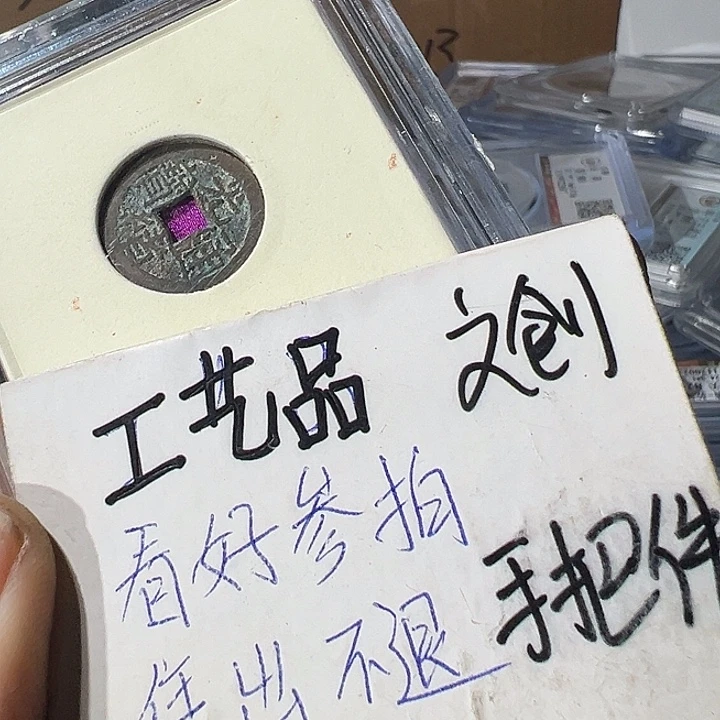 工艺品 文创
看好参拍
手把件
售出不退